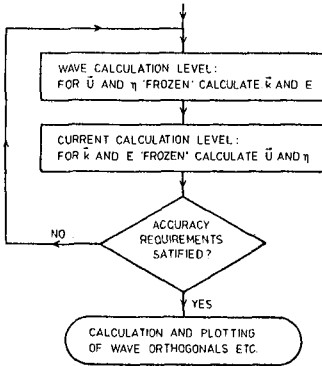 WAVE CALCULATION LEVEL:
FOR U⃗ AND η 'FROZEN' CALCULATE k⃗ AND E
CURRENT CALCULATION LEVEL:
FOR k⃗ AND E 'FROZEN' CALCULATE U⃗ AND η
ACCURACY
REQUIREMENTS
SATIFIED?
NO
YES
CALCULATION AND PLOTTING
OF WAVE ORTHOGONALS ETC.